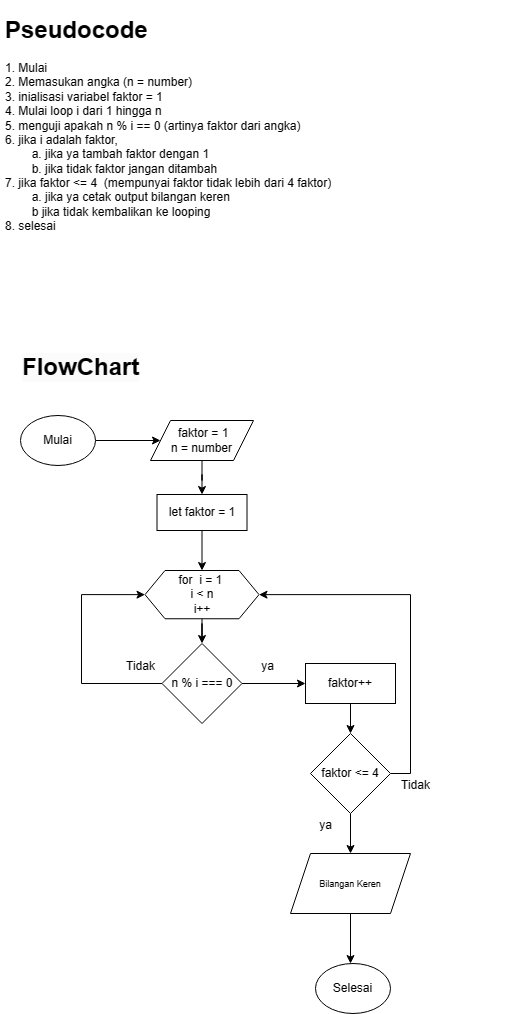 Pseudocode
1. Mulai
2. Memasukan angka (n = number)
3. inialisasi variabel faktor = 1
4. Mulai loop i dari 1 hingga n
5. menguji apakah n % i == 0 (artinya faktor dari angka)
6. jika i adalah faktor,
a. jika ya tambah faktor dengan 1
b. jika tidak faktor jangan ditambah
7. jika faktor <= 4 (mempunyai faktor tidak lebih dari 4 faktor)
a. jika ya cetak output bilangan keren
b jika tidak kembalikan ke looping
8. selesai
FlowChart
Mulai
faktor = 1
n = number
let faktor = 1
for i = 1
i < n
i++
Tidak
n % i === 0
ya
faktor++
faktor <= 4
Tidak
ya
Bilangan Keren
Selesai